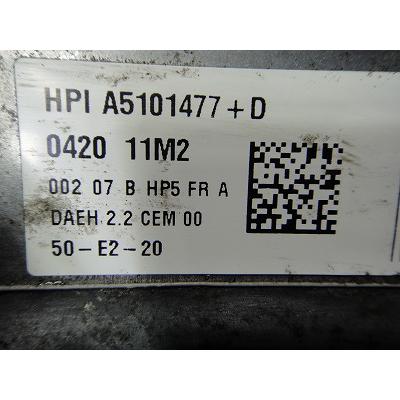 HPI A5101477+D
0420 11M2
002 07 B HP5 FR A
DAEH 2.2 CEM 00
50-E2-20